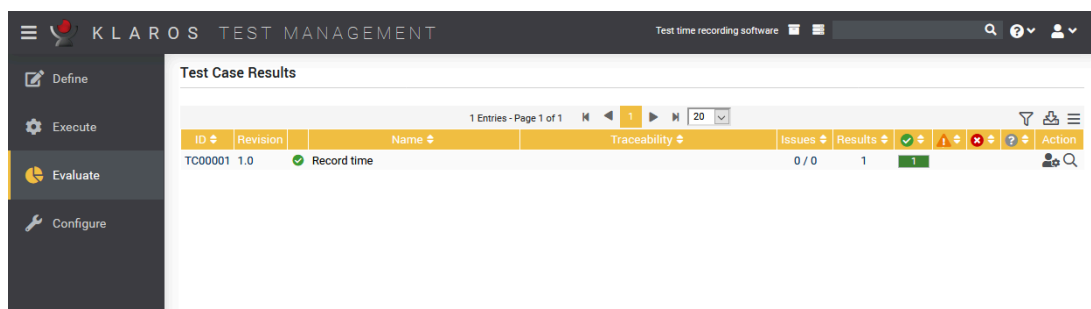 KLAROS TEST MANAGEMENT
Test time recording software
Define
Execute
Evaluate
Configure
Test Case Results
1 Entries - Page 1 of 1 1 20
ID Revision Name Traceability Issues Results Action
TC00001 1.0 Record time 0 / 0 1 1